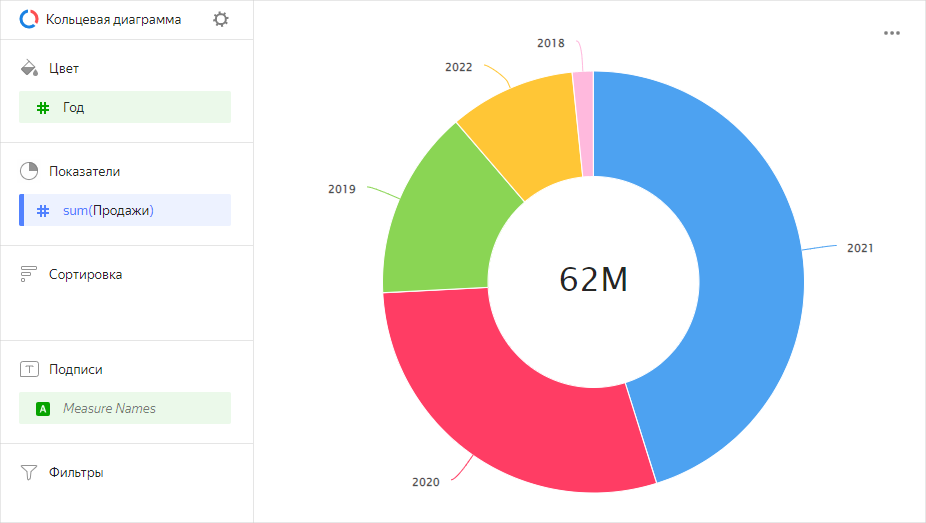 Кольцевая диаграмма
Цвет
Год
Показатели
sum(Продажи)
Сортировка
T
Подписи
A
Measure Names
Фильтры
2018
2022
2019
2021
62M
2020